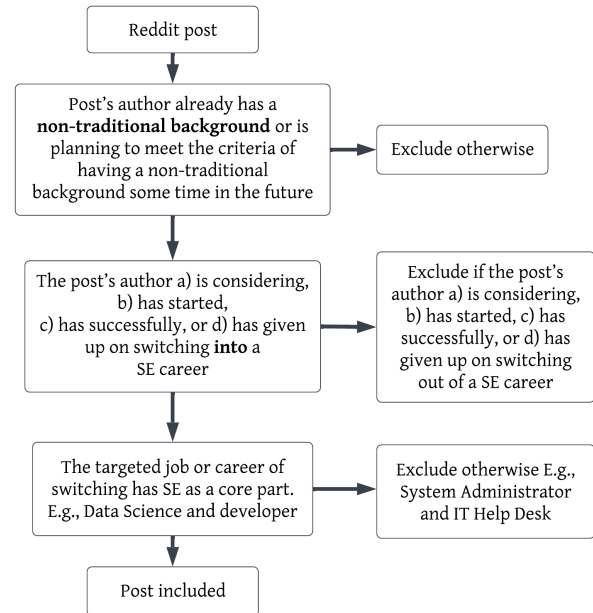 Reddit post
Post's author already has a
non-traditional background or is
planning to meet the criteria of
having a non-traditional
background some time in the future
Exclude otherwise
The post's author a) is considering,
b) has started,
c) has successfully, or d) has given
up on switching into a
SE career
Exclude if the post's
author a) is considering,
b) has started, c) has
successfully, or d) has
given up on switching
out of a SE career
The targeted job or career of
switching has SE as a core part.
E.g., Data Science and developer
Exclude otherwise E.g.,
System Administrator
and IT Help Desk
Post included